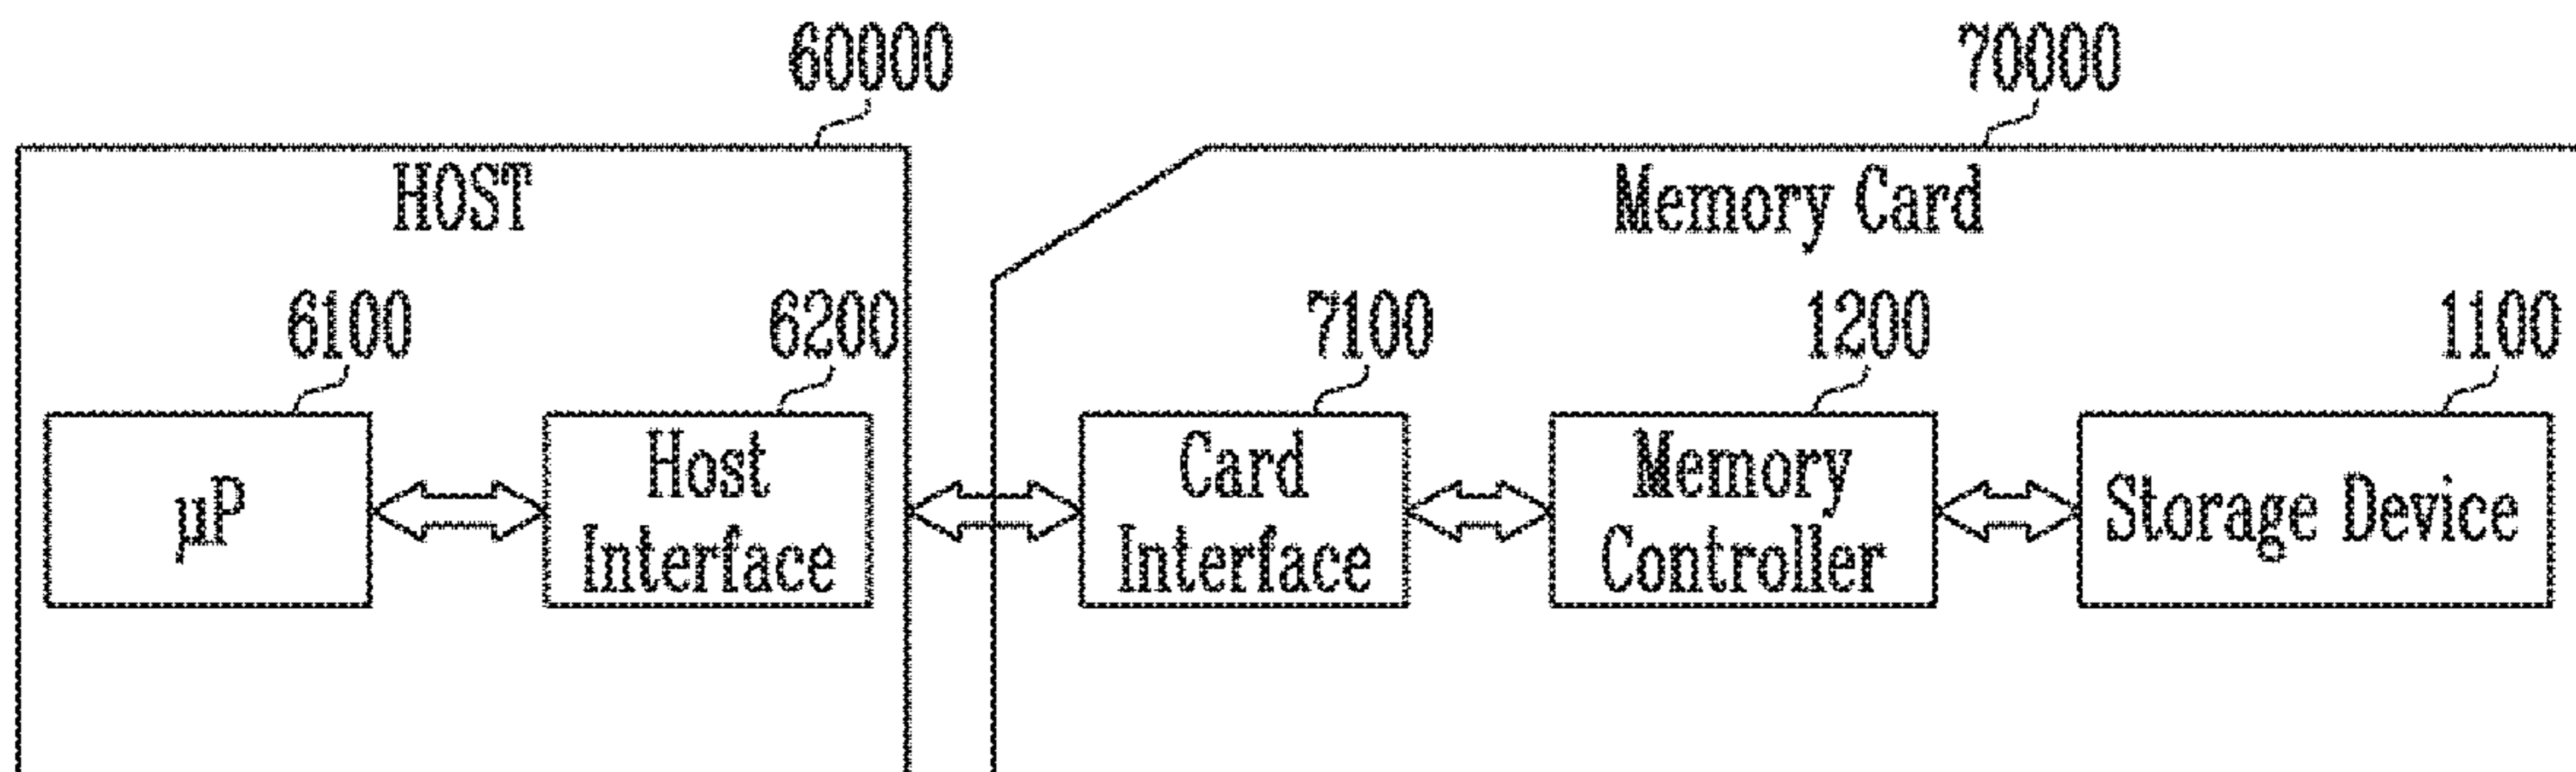 60000
70000
HOST
Memory Card
6100
6200
7100
1200
1100
µP
Host
Interface
Card
Interface
Memory
Controller
Storage Device